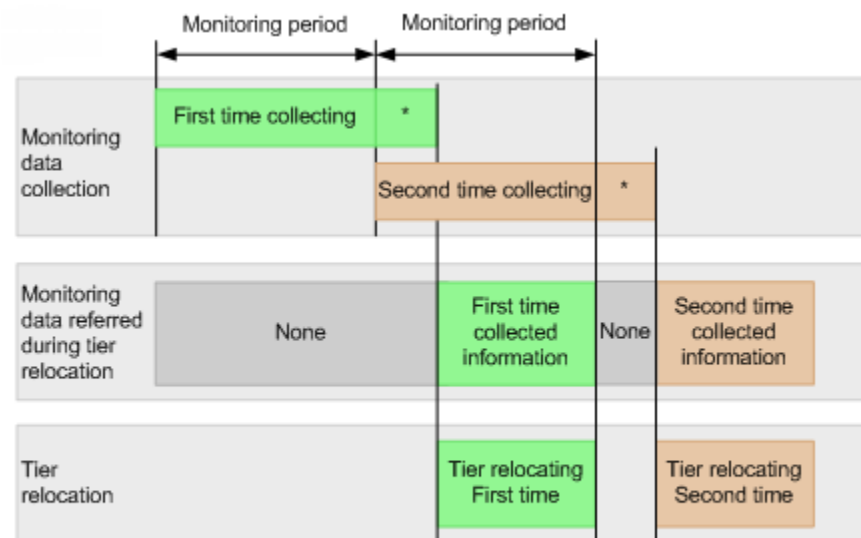 Monitoring period
Monitoring period
Monitoring
data
collection
First time collecting
*
Second time collecting
*
Monitoring
data referred
during tier
relocation
None
First time
collected
information
None
Second time
collected
information
Tier
relocation
Tier relocating
First time
Tier relocating
Second time